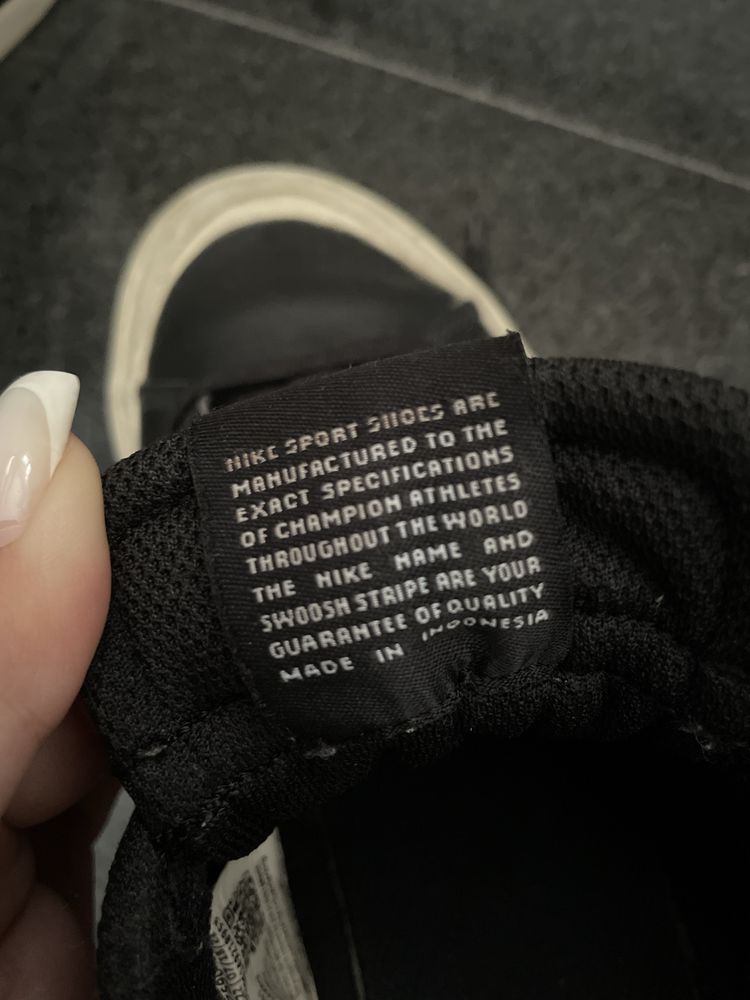 NIKE SPORT SHOES ARE
MANUFACTURED TO THE
EXACT SPECIFICATIONS
OF CHAMPION ATHLETES
THROUGHOUT THE WORLD
THE NIKE NAME AND
SWOOSH STRIPE ARE YOUR
GUARANTEE OF QUALITY
MADE IN INDONESIA